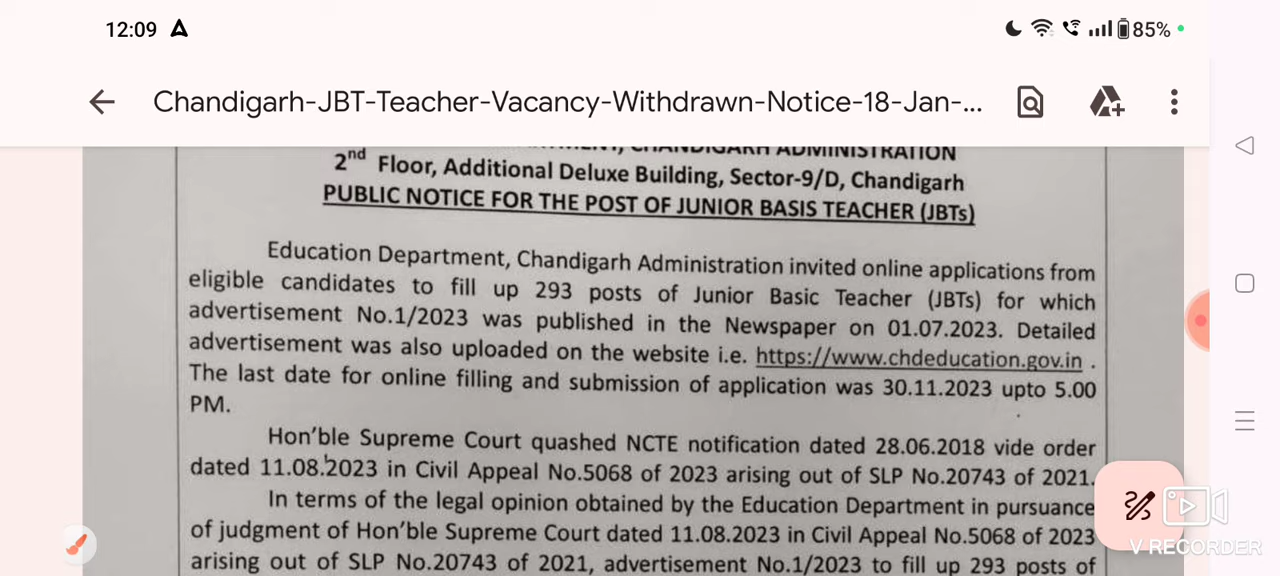 12:09
85%
Chandigarh-JBT-Teacher-Vacancy-Withdrawn-Notice-18-Jan-...
CHANDIGARH ADMINISTRATION
2nd Floor, Additional Deluxe Building, Sector-9/D, Chandigarh
PUBLIC NOTICE FOR THE POST OF JUNIOR BASIS TEACHER (JBTs)
Education Department, Chandigarh Administration invited online applications from
eligible candidates to fill up 293 posts of Junior Basic Teacher (JBTs) for which
advertisement No.1/2023 was published in the Newspaper on 01.07.2023. Detailed
advertisement was also uploaded on the website i.e. https://www.chdeducation.gov.in .
The last date for online filling and submission of application was 30.11.2023 upto 5.00
PM.
Hon'ble Supreme Court quashed NCTE notification dated 28.06.2018 vide order
dated 11.08.2023 in Civil Appeal No.5068 of 2023 arising out of SLP No.20743 of 2021.
In terms of the legal opinion obtained by the Education Department in pursuance
of judgment of Hon'ble Supreme Court dated 11.08.2023 in Civil Appeal No.5068 of 2023
arising out of SLP No.20743 of 2021, advertisement No.1/2023 to fill up 293 posts of
V RECORDER